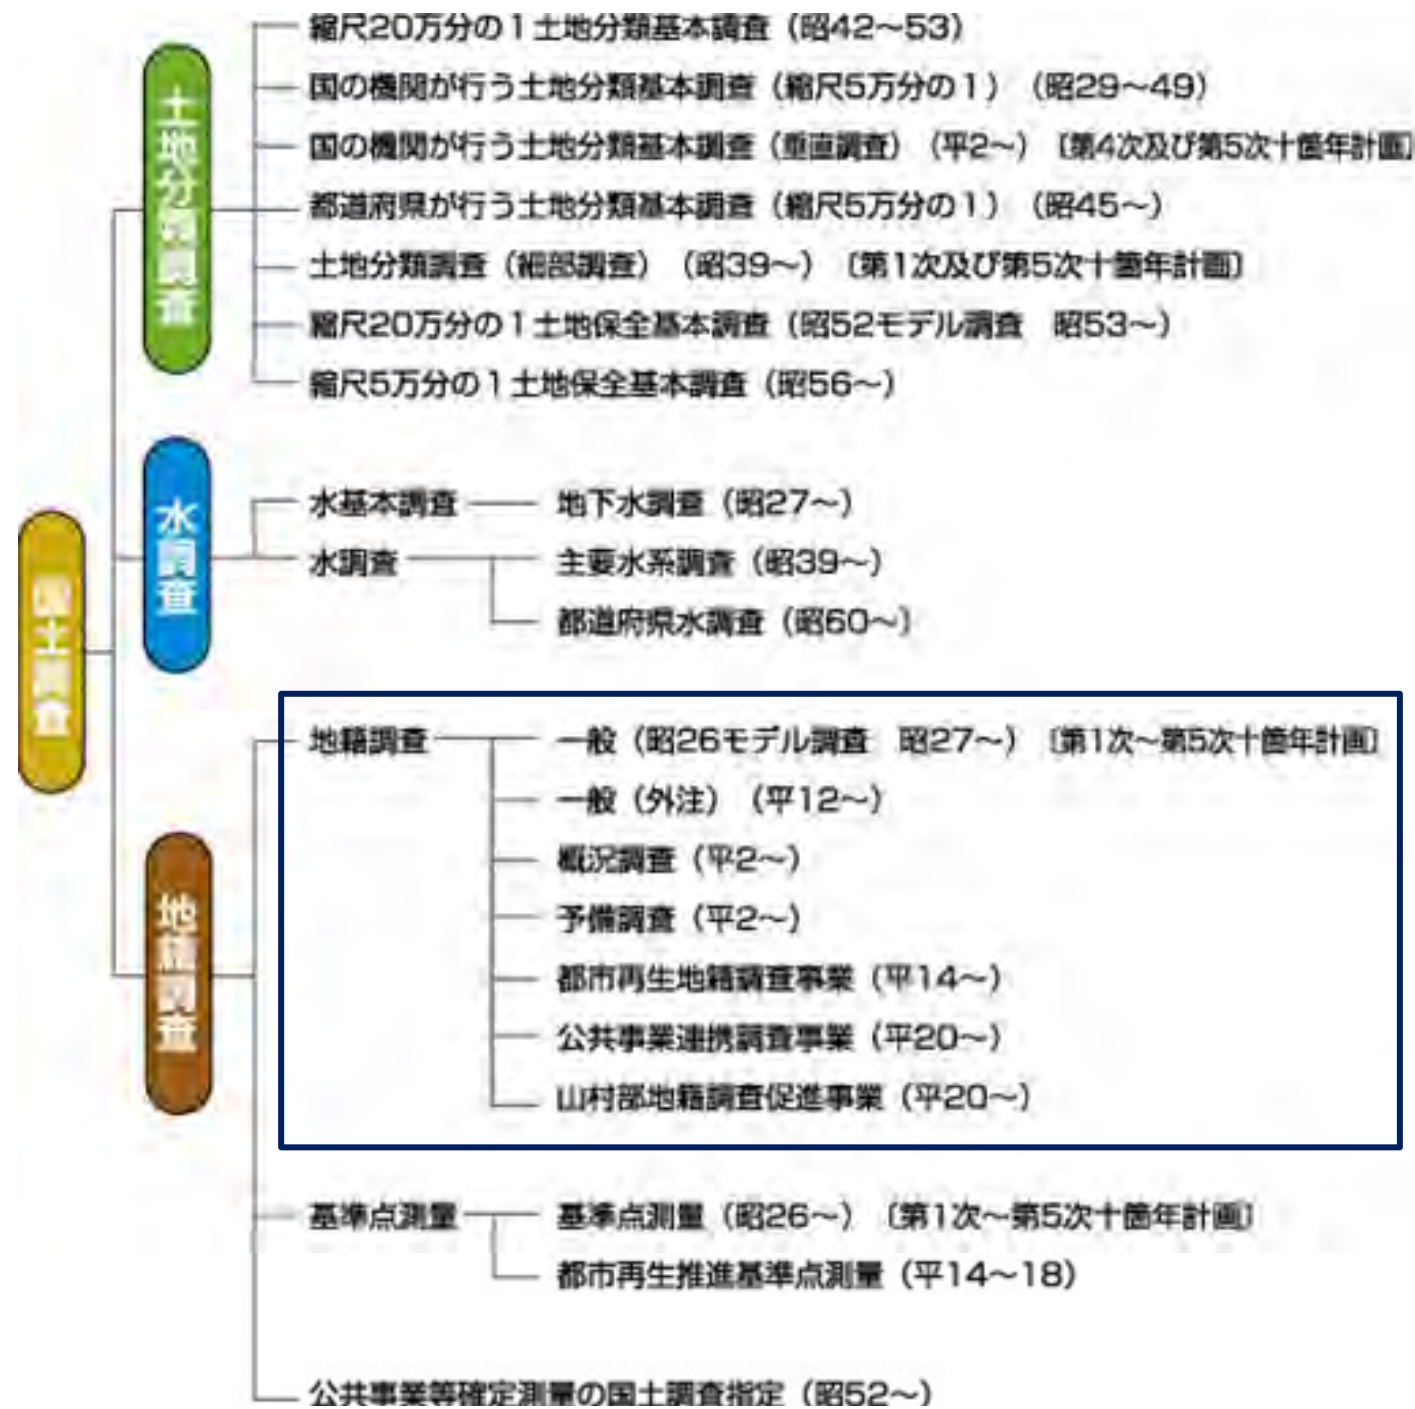 縮尺20万分の1土地分類基本調査(昭42〜53)
国の機関が行う土地分類基本調査(縮尺5万分の1)(昭29〜49)
国の機関が行う土地分類基本調査(垂直調査)(平2〜)〔第4次及び第5次十箇年計画〕
都道府県が行う土地分類基本調査(縮尺5万分の1)(昭45〜)
土地分類調査(細部調査)(昭39〜)〔第1次及び第5次十箇年計画〕
縮尺20万分の1土地保全基本調査(昭52モデル調査 昭53〜)
縮尺5万分の1土地保全基本調査(昭56〜)
土地分類調査
水調査
水基本調査
地下水調査(昭27〜)
水調査
主要水系調査(昭39〜)
都道府県水調査(昭60〜)
国土調査
地籍調査
地籍調査
一般(昭26モデル調査 昭27〜)〔第1次〜第5次十箇年計画〕
一般(外注)(平12〜)
概況調査(平2〜)
予備調査(平2〜)
都市再生地籍調査事業(平14〜)
公共事業連携調査事業(平20〜)
山村部地籍調査促進事業(平20〜)
基準点測量
基準点測量(昭26〜)〔第1次〜第5次十箇年計画〕
都市再生推進基準点測量(平14〜18)
公共事業等確定測量の国土調査指定(昭52〜)